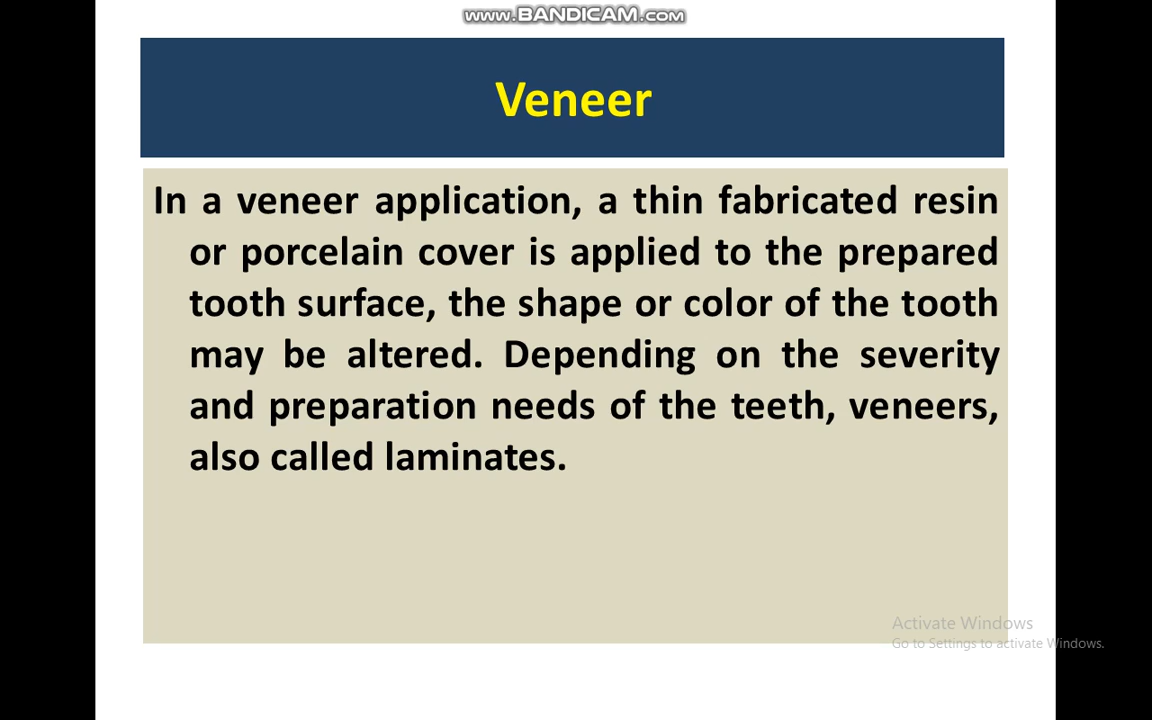 www.BANDICAM.com
Veneer
In a veneer application, a thin fabricated resin
or porcelain cover is applied to the prepared
tooth surface, the shape or color of the tooth
may be altered. Depending on the severity
and preparation needs of the teeth, veneers,
also called laminates.
Activate Windows
Go to Settings to activate Windows.